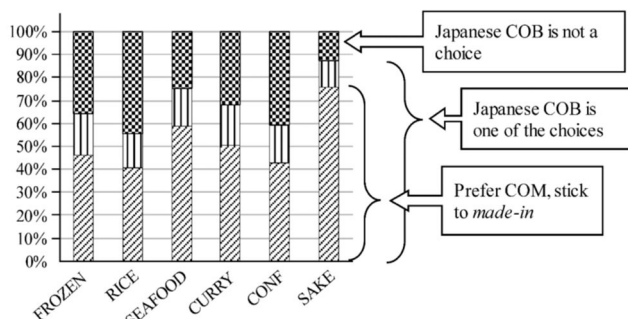 100%
90%
80%
70%
60%
50%
40%
30%
20%
10%
0%
FROZEN
RICE
SEAFOOD
CURRY
CONF
SAKE
Japanese COB is not a
choice
Japanese COB is
one of the choices
Prefer COM, stick
to made-in